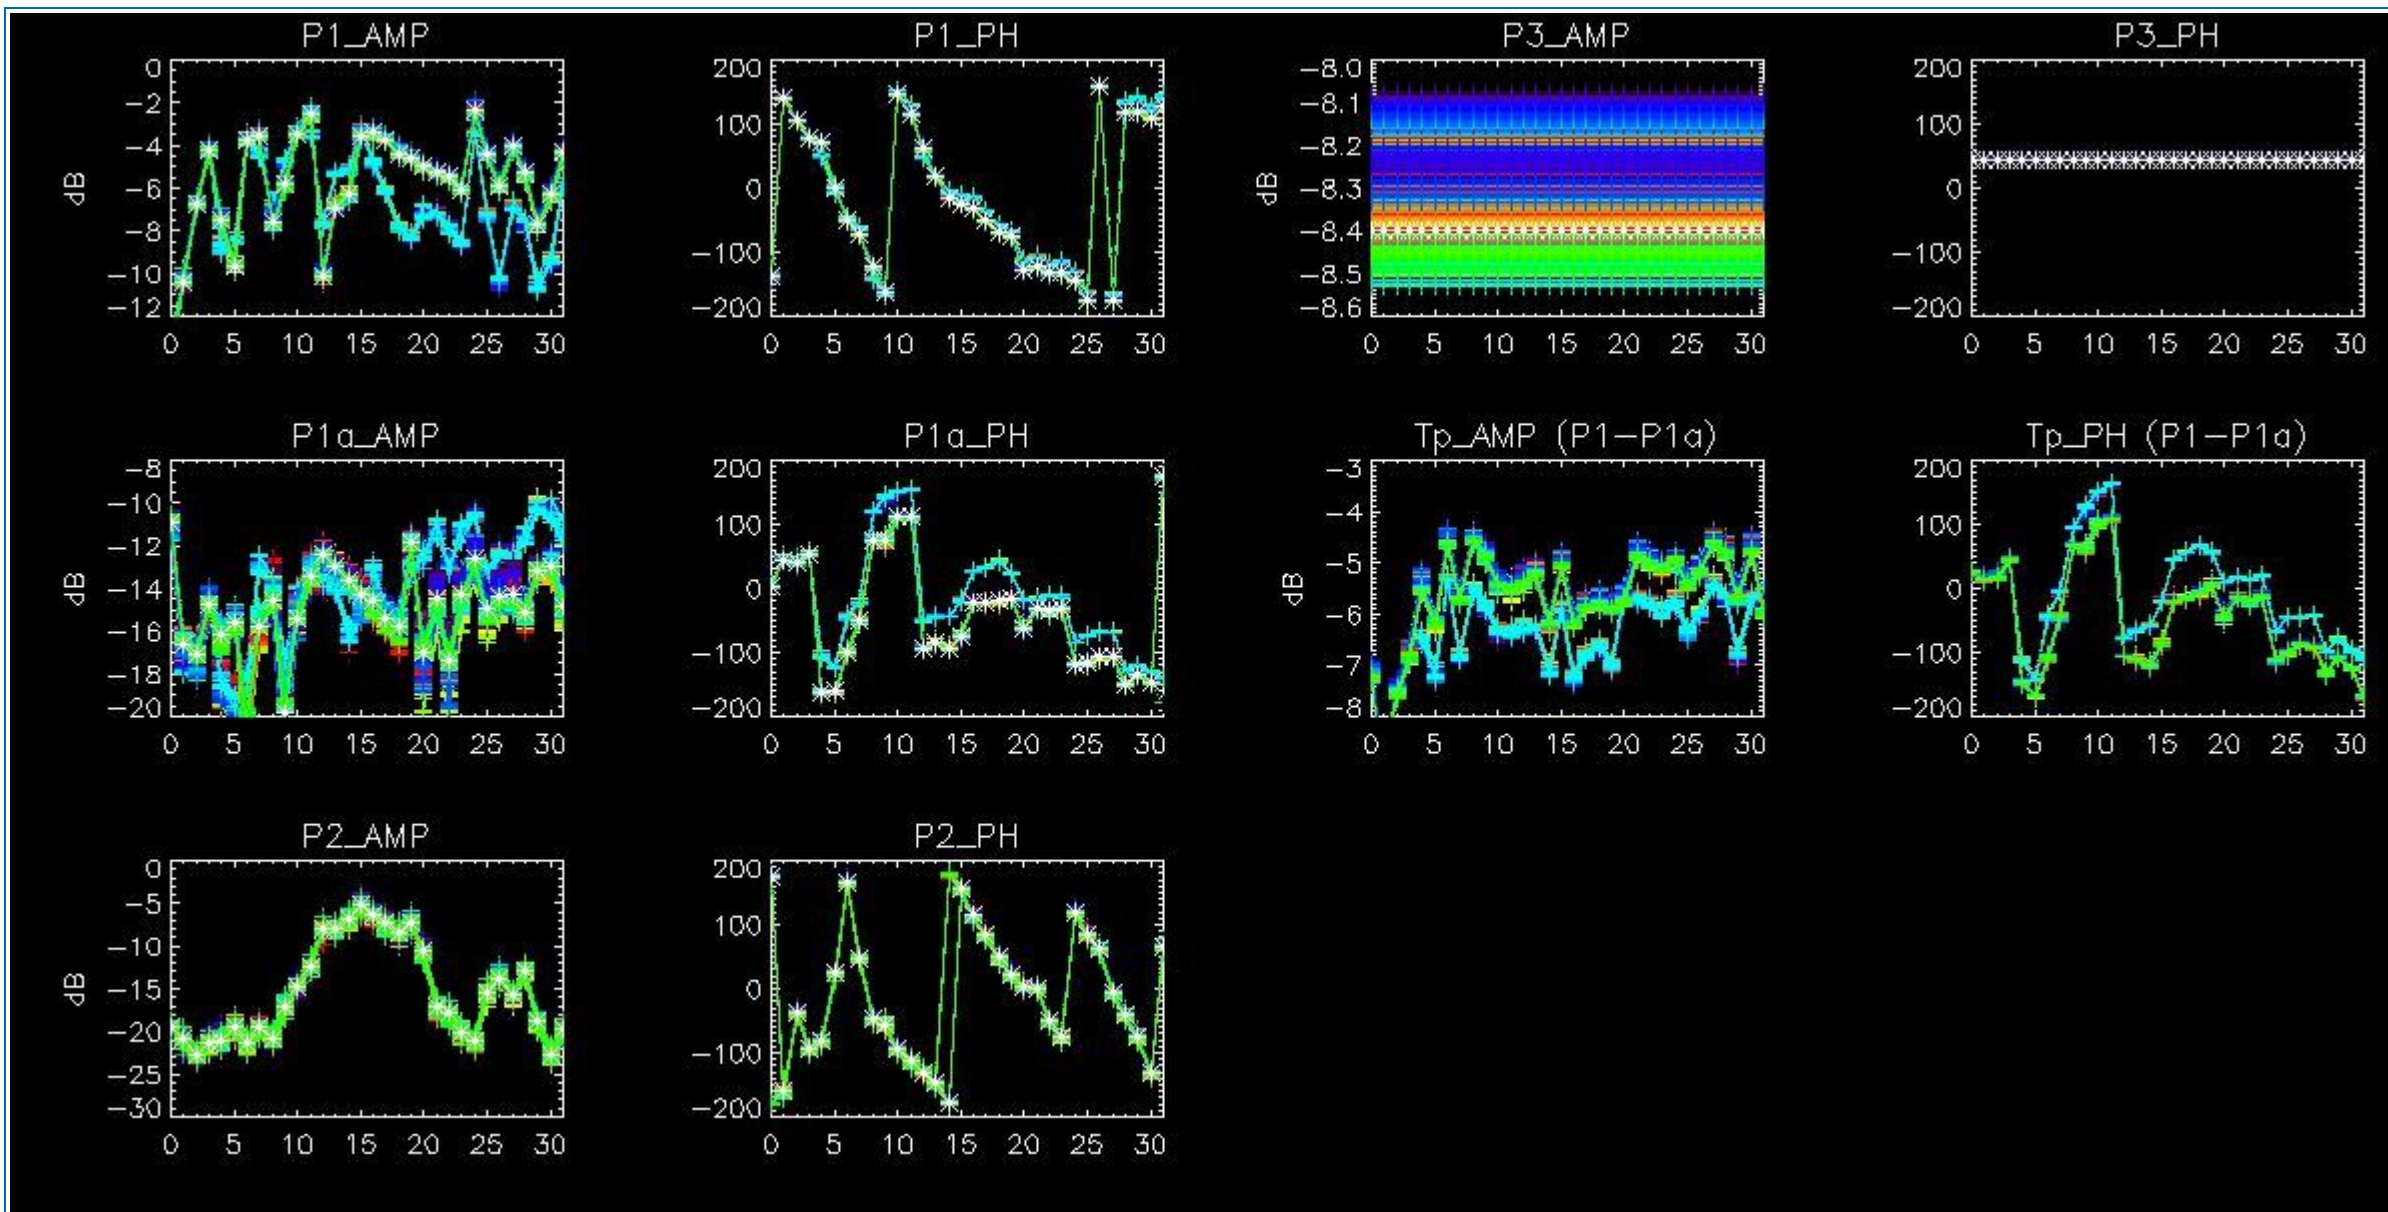 P1_AMP P1_PH P3_AMP P3_PH
0 200 -8.0 200
-2 100 -8.1 100
-4 0 -8.2 0
-6 -100 -8.3 -100
-8 -200 -8.4 -200
-10 -8.5
-12 -8.6
dB dB
0 5 10 15 20 25 30 0 5 10 15 20 25 30 0 5 10 15 20 25 30 0 5 10 15 20 25 30
P1a_AMP P1a_PH Tp_AMP (P1-P1a) Tp_PH (P1-P1a)
-8 200 -3 200
-10 100 -4 100
-12 0 -5 0
-14 -100 -6 -100
-16 -200 -7 -200
-18 -8
-20
dB dB
0 5 10 15 20 25 30 0 5 10 15 20 25 30 0 5 10 15 20 25 30 0 5 10 15 20 25 30
P2_AMP P2_PH
0 200
-5 100
-10 0
-15 -100
-20 -200
-25
-30
dB
0 5 10 15 20 25 30 0 5 10 15 20 25 30